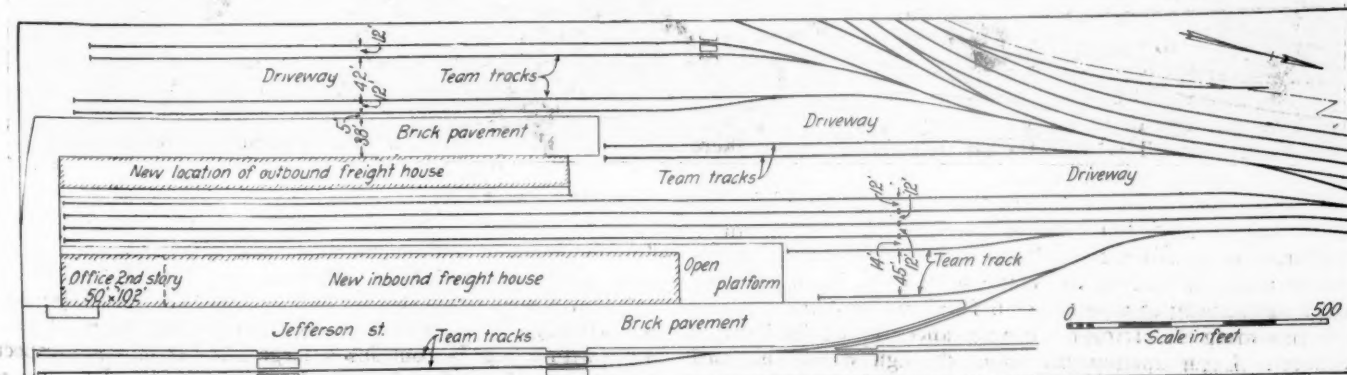 12'
Driveway
42'
Team tracks
12'
5'
38'
Brick pavement
Driveway
New location of outbound freight house
Team tracks
Driveway
12'
12'
14'
45'
12'
Team track
Office 2nd story
50' × 102'
New inbound freight house
Open
platform
Jefferson st.
Team tracks
Brick pavement
0
500
Scale in feet